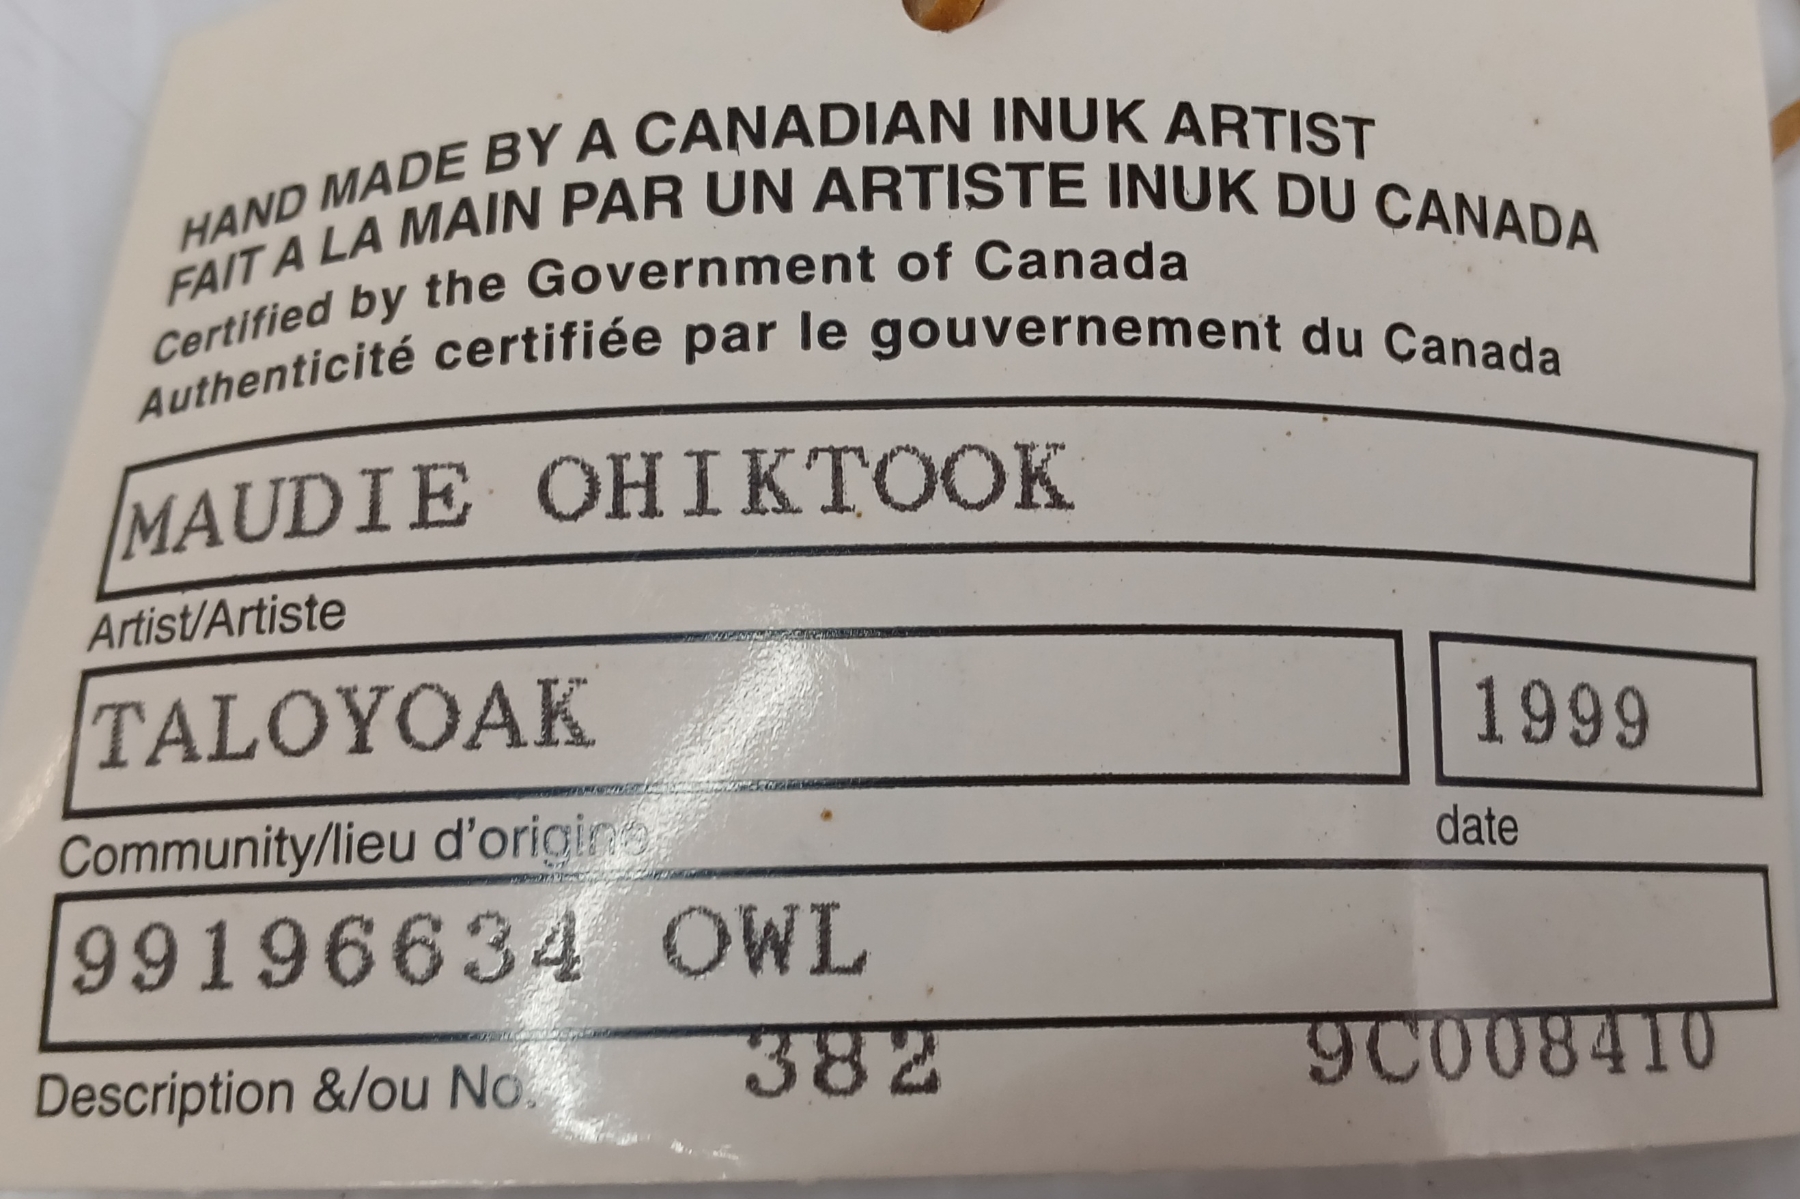 HAND MADE BY A CANADIAN INUK ARTIST
FAIT A LA MAIN PAR UN ARTISTE INUK DU CANADA
Certified by the Government of Canada
Authenticité certifiée par le gouvernement du Canada
MAUDIE OHIKTOOK
Artist/Artiste
TALOYOAK 1999
Community/lieu d'origine date
99196634 OWL
Description &/ou No. 382 9C008410